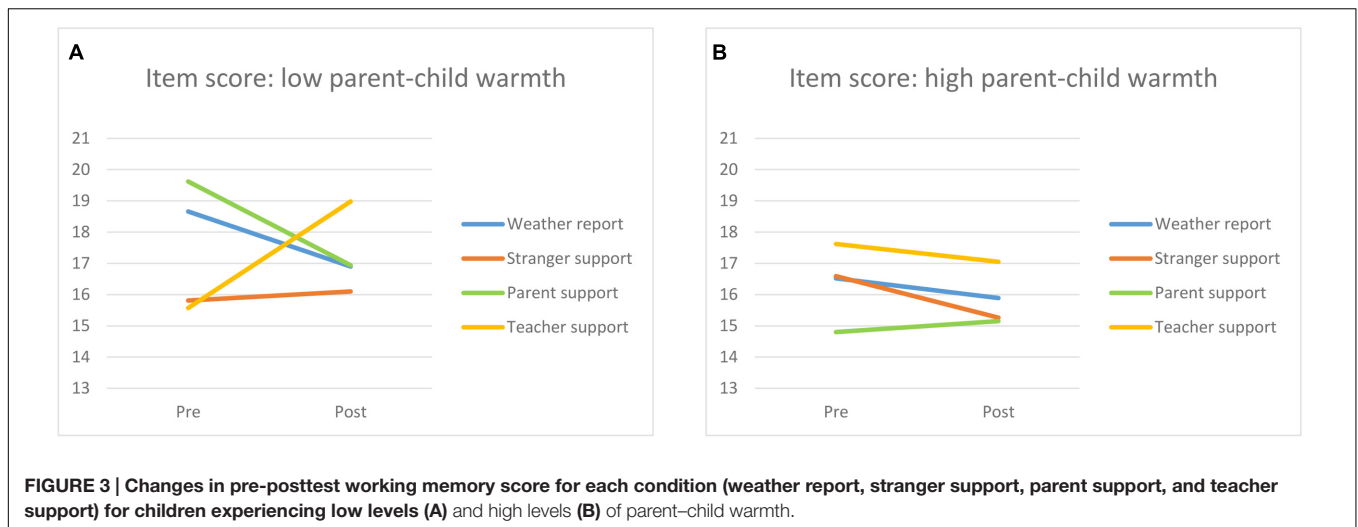 A
Item score: low parent-child warmth
21
20
19
18
17
16
15
14
13
Pre Post
Weather report
Stranger support
Parent support
Teacher support
B
Item score: high parent-child warmth
21
20
19
18
17
16
15
14
13
Pre Post
Weather report
Stranger support
Parent support
Teacher support
FIGURE 3 | Changes in pre-posttest working memory score for each condition (weather report, stranger support, parent support, and teacher
support) for children experiencing low levels (A) and high levels (B) of parent–child warmth.